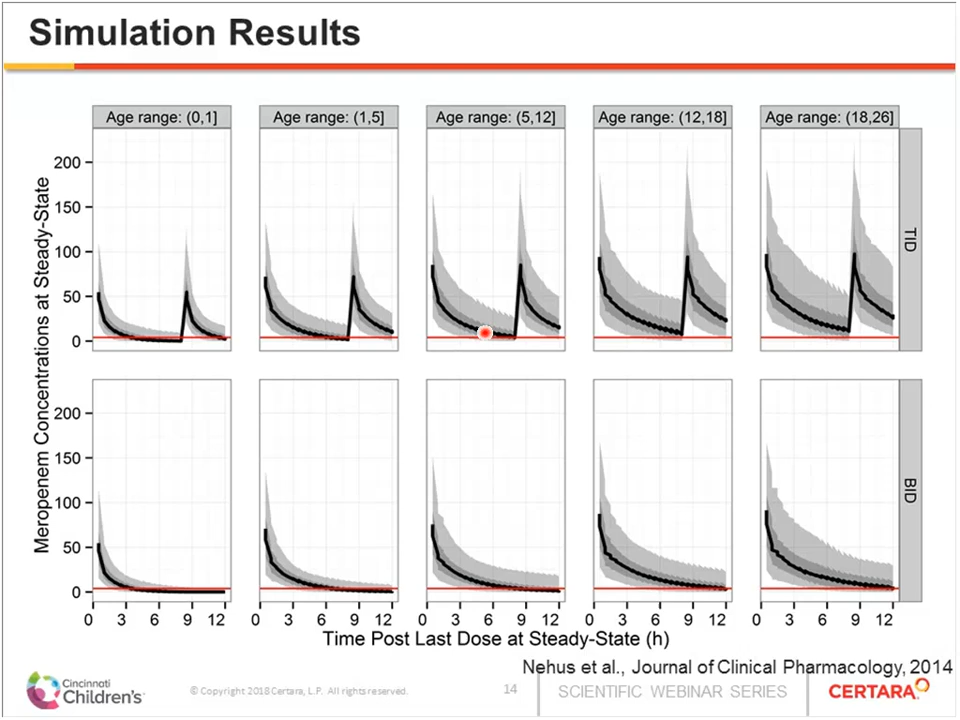 Simulation Results
Age range: (0,1]
Age range: (1,5]
Age range: (5,12]
Age range: (12,18]
Age range: (18,26]
Meropenem Concentrations at Steady-State
200
150
100
50
0
TID
200
150
100
50
0
BID
0 3 6 9 12
0 3 6 9 12
0 3 6 9 12
0 3 6 9 12
0 3 6 9 12
Time Post Last Dose at Steady-State (h)
Nehus et al., Journal of Clinical Pharmacology, 2014
Cincinnati
Children's
© Copyright 2018 Certara, L.P. All rights reserved.
14
SCIENTIFIC WEBINAR SERIES
CERTARA